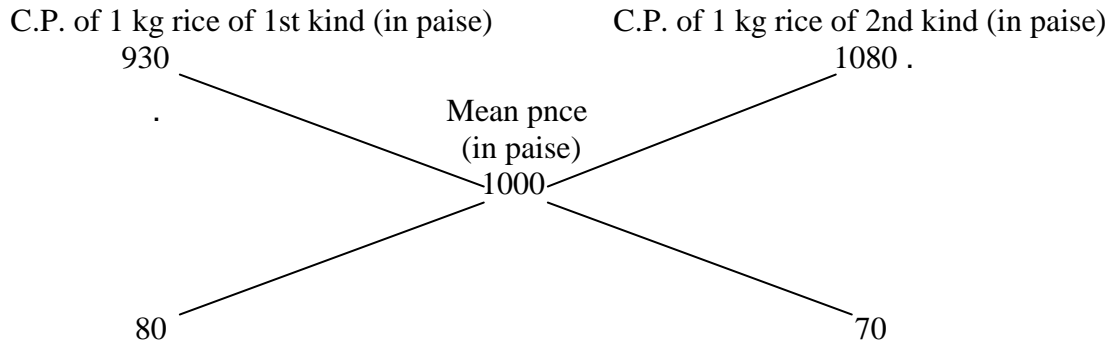 C.P. of 1 kg rice of 1st kind (in paise) C.P. of 1 kg rice of 2nd kind (in paise)
930 1080 .
.
Mean pnce
(in paise)
1000
80 70